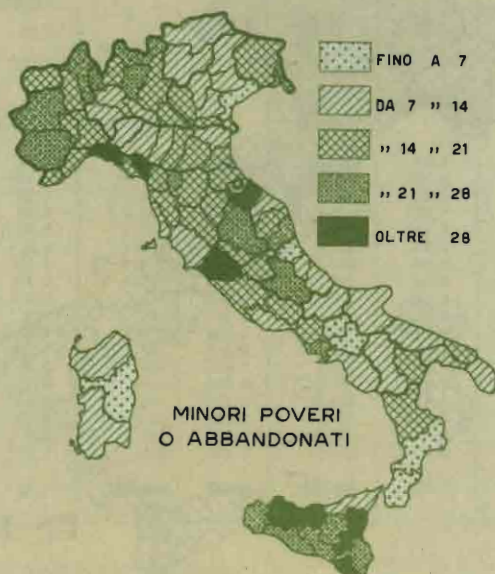 FINO A 7
DA 7 " 14
" 14 " 21
" 21 " 28
OLTRE 28
MINORI POVERI
O ABBANDONATI